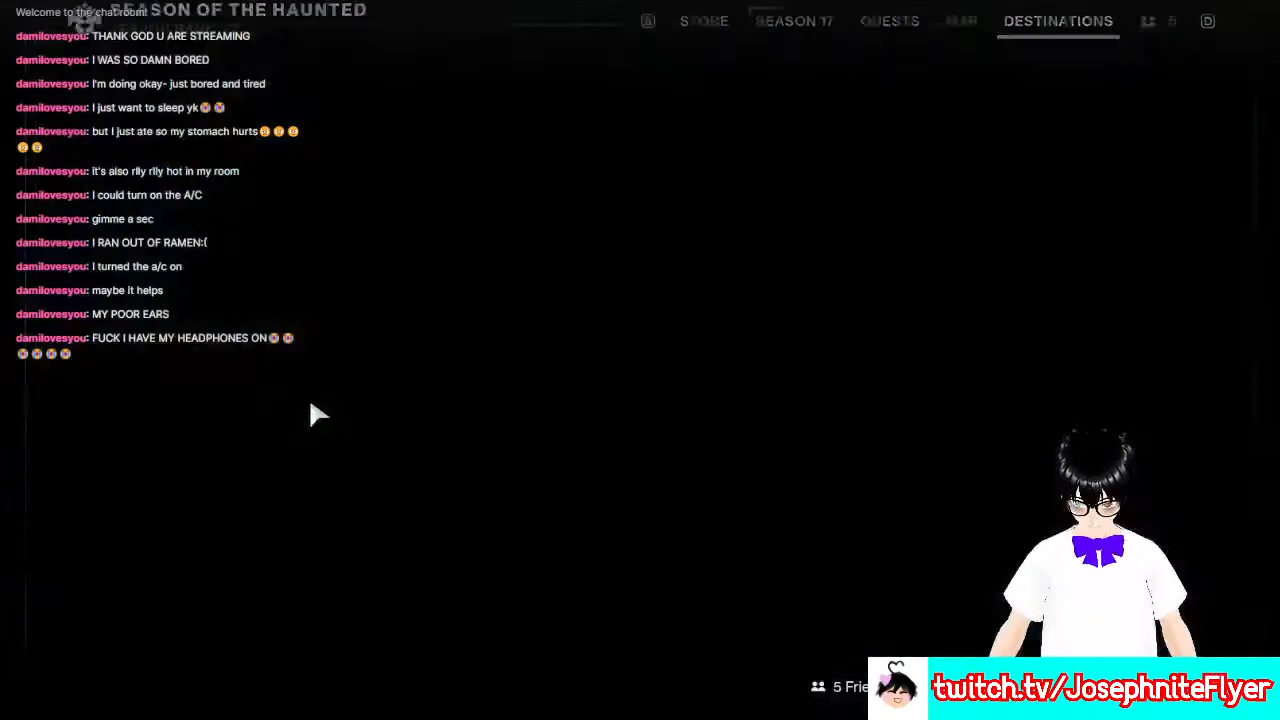 SEASON OF THE HAUNTED
Welcome to the chat room!
STORE SEASON 17 QUESTS MAP DESTINATIONS 5 D
damilovesyou: THANK GOD U ARE STREAMING
damilovesyou: I WAS SO DAMN BORED
damilovesyou: I'm doing okay- just bored and tired
damilovesyou: I just want to sleep yk😭😭
damilovesyou: but I just ate so my stomach hurts😳😳😳
😳😳
damilovesyou: it's also rlly rlly hot in my room
damilovesyou: I could turn on the A/C
damilovesyou: gimme a sec
damilovesyou: I RAN OUT OF RAMEN:(
damilovesyou: I turned the a/c on
damilovesyou: maybe it helps
damilovesyou: MY POOR EARS
damilovesyou: FUCK I HAVE MY HEADPHONES ON😭😭
😭😭😭😭
5 Frie
twitch.tv/JosephniteFlyer